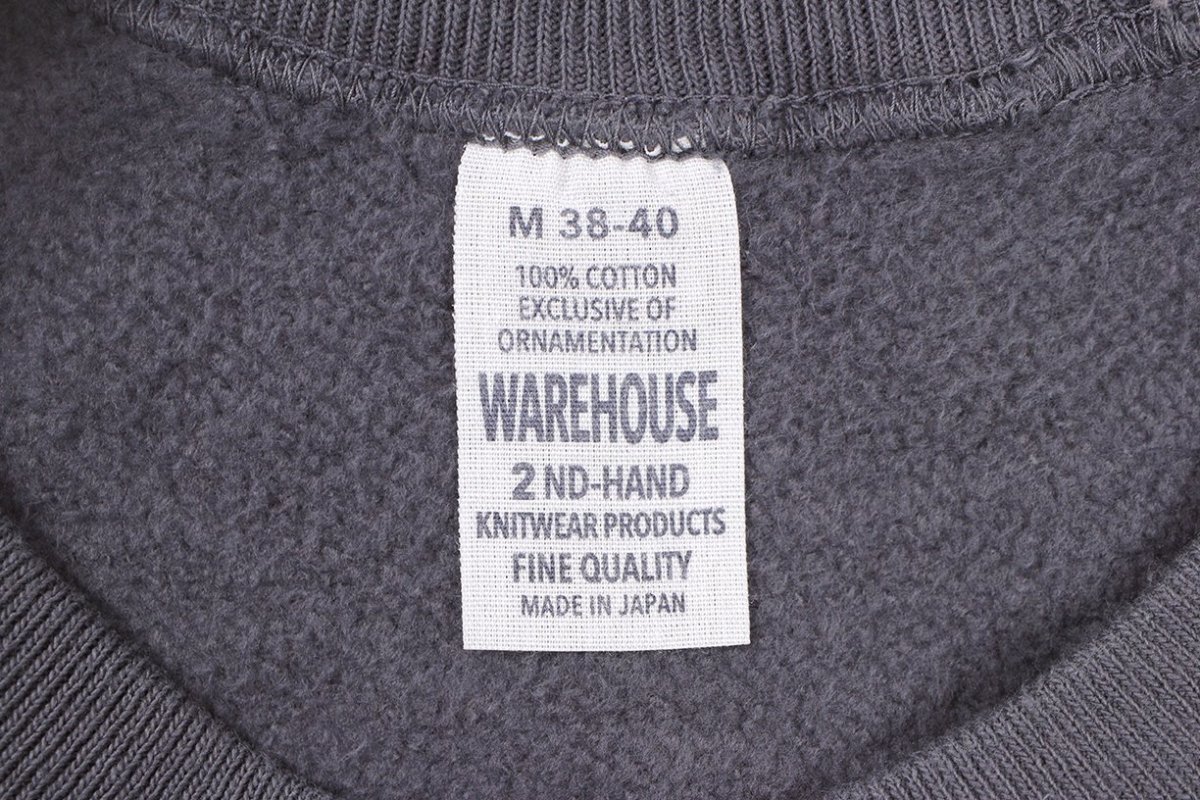 M 38-40
100% COTTON
EXCLUSIVE OF
ORNAMENTATION
WAREHOUSE
2 ND-HAND
KNITWEAR PRODUCTS
FINE QUALITY
MADE IN JAPAN